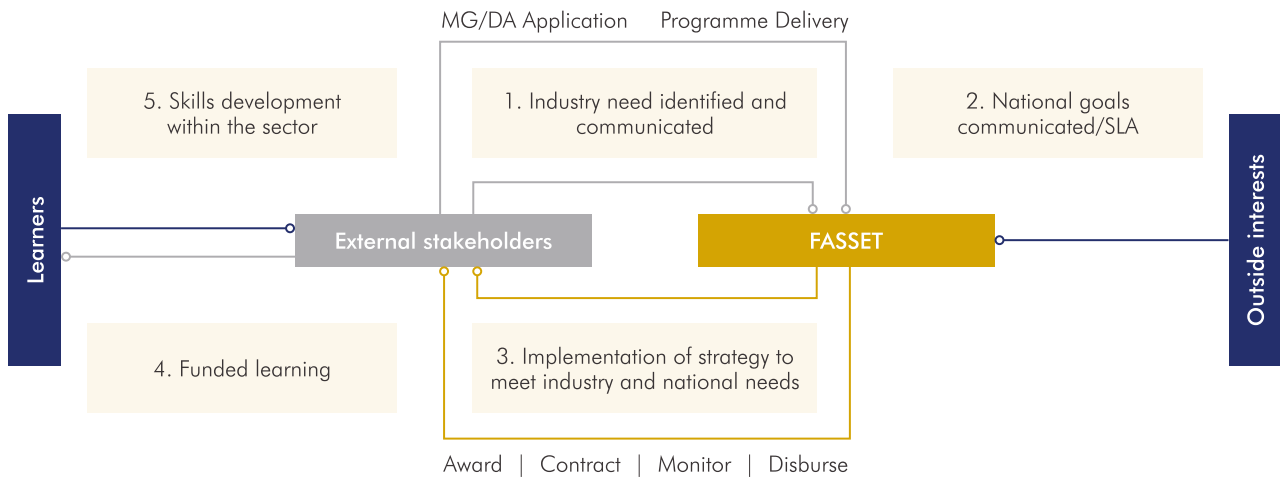 MG/DA Application Programme Delivery
5. Skills development
within the sector
1. Industry need identified and
communicated
2. National goals
communicated/SLA
Learners
External stakeholders
FASSET
Outside interests
4. Funded learning
3. Implementation of strategy to
meet industry and national needs
Award | Contract | Monitor | Disburse